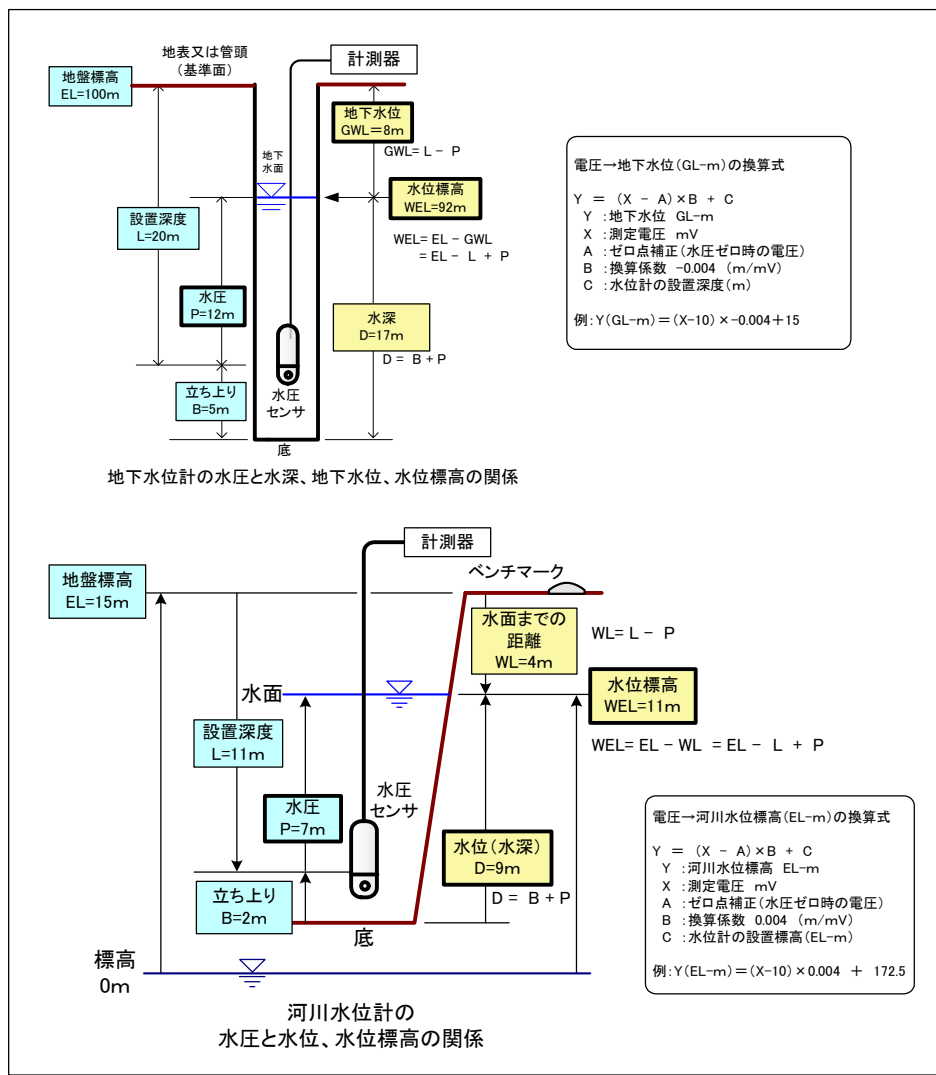 計測器
地表又は管頭
(基準面)
地盤標高
EL=100m
地下水位
GWL=8m
GWL= L - P
地下
水面
水位標高
WEL=92m
WEL= EL - GWL
= EL - L + P
設置深度
L=20m
水圧
P=12m
水深
D=17m
D = B + P
立ち上り
B=5m
水圧
センサ
底
地下水位計の水圧と水深、地下水位、水位標高の関係
電圧→地下水位(GL-m)の換算式
Y = (X - A)×B + C
Y :地下水位 GL-m
X :測定電圧 mV
A :ゼロ点補正(水圧ゼロ時の電圧)
B :換算係数 -0.004 (m/mV)
C :水位計の設置深度(m)
例:Y(GL-m)=(X-10)×-0.004+15
計測器
ベンチマーク
地盤標高
EL=15m
水面までの
距離
WL=4m
WL= L - P
水面
水位標高
WEL=11m
WEL= EL - WL = EL - L + P
設置深度
L=11m
水圧
P=7m
水圧
センサ
水位(水深)
D=9m
D = B + P
立ち上り
B=2m
底
標高
0m
河川水位計の
水圧と水位、水位標高の関係
電圧→河川水位標高(EL-m)の換算式
Y = (X - A)×B + C
Y :河川水位標高 EL-m
X :測定電圧 mV
A :ゼロ点補正(水圧ゼロ時の電圧)
B :換算係数 0.004 (m/mV)
C :水位計の設置標高(EL-m)
例:Y(EL-m)=(X-10)×0.004 + 172.5